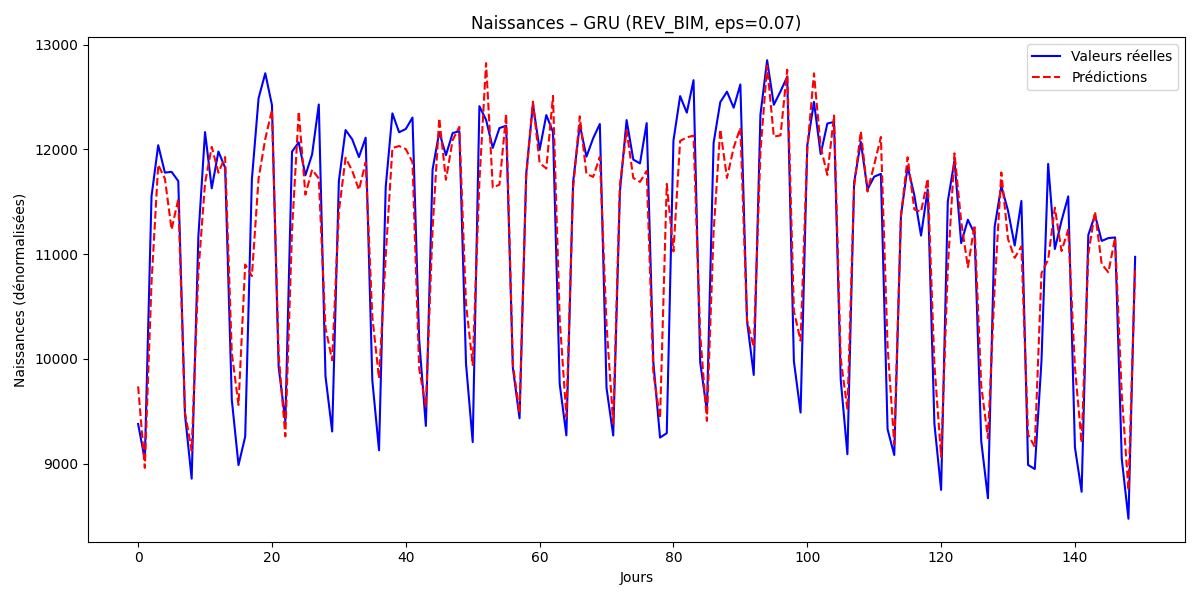 Naissances – GRU (REV_BIM, eps=0.07)
Valeurs réelles
Prédictions
Naissances (dénormalisées)
13000
12000
11000
10000
9000
0 20 40 60 80 100 120 140
Jours